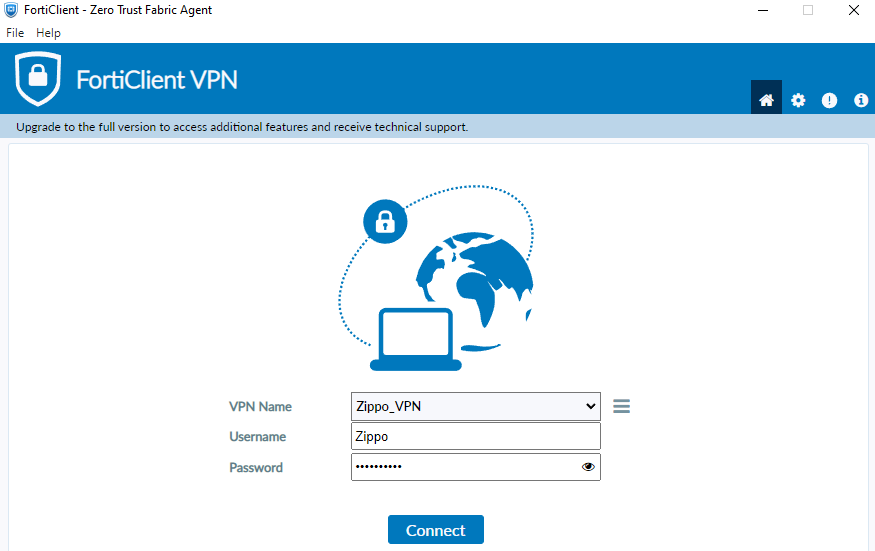 FortiClient - Zero Trust Fabric Agent
File Help
FortiClient VPN
Upgrade to the full version to access additional features and receive technical support.
VPN Name Zippo_VPN
Username Zippo
Password ••••••••••
Connect